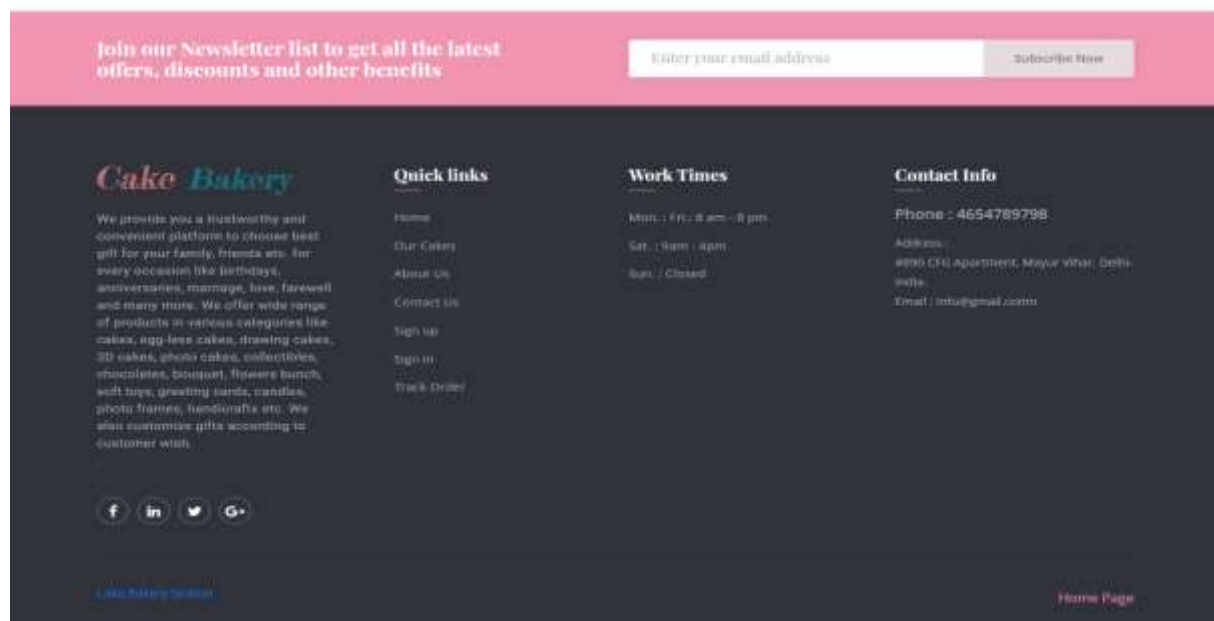 Join our Newsletter list to get all the latest
offers, discounts and other benefits
Enter your email address
Subscribe Now
Cake Bakery
We provide you a trustworthy and
convenient platform to choose best
gift for your family, friends etc. for
every occasion like birthdays,
anniversaries, marriage, love, farewell
and many more. We offer wide range
of products in various categories like
cakes, egg-less cakes, drawing cakes,
3D cakes, photo cakes, collectibles,
chocolates, bouquet, flowers bunch,
soft toys, greeting cards, candles,
photo frames, handicrafts etc. We
also customize gifts according to
customer wish.
Quick links
Home
Our Cakes
About Us
Contact Us
Sign up
Sign in
Track Order
Work Times
Mon. : Fri.: 8 am - 8 pm
Sat. : 9am - 4pm
Sun. : Closed
Contact Info
Phone : 4654789798
Address :
CFG Apartment, Mayur Vihar, Delhi-
India.
Email : info@gmail.comn
f in G+
Cake Bakery System
Home Page